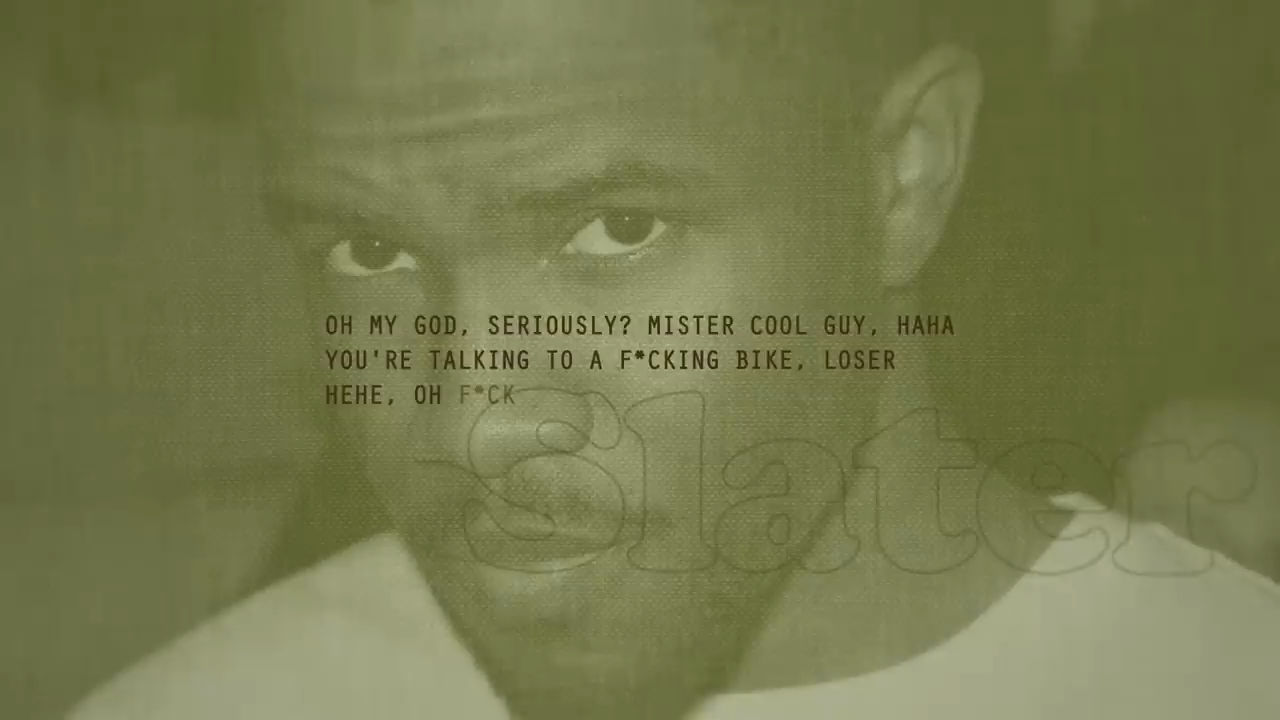 OH MY GOD, SERIOUSLY? MISTER COOL GUY, HAHA
YOU'RE TALKING TO A F*CKING BIKE, LOSER
HEHE, OH F*CK
Slater